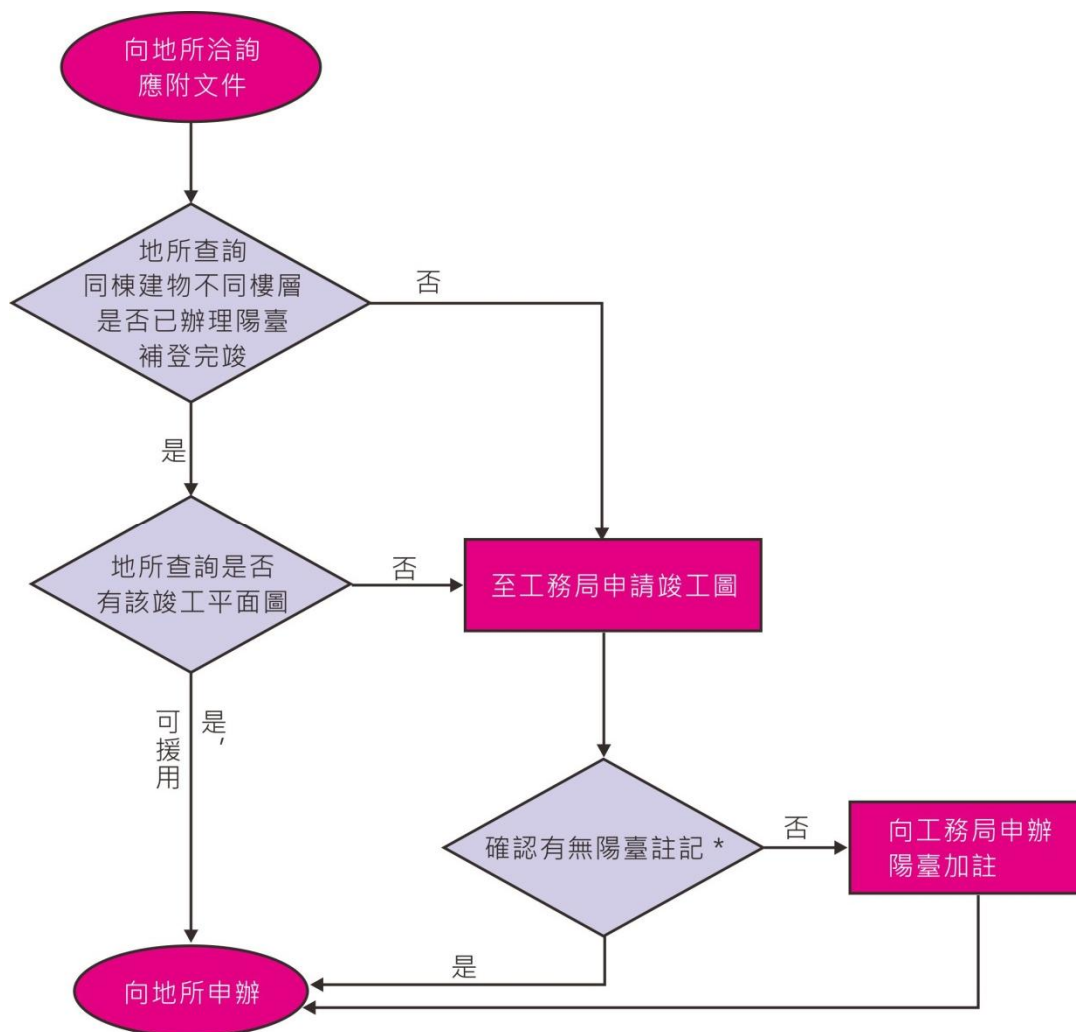 向地所洽詢
應附文件
地所查詢
同棟建物不同樓層
是否已辦理陽臺
補登完竣
否
是
地所查詢是否
有該竣工平面圖
否
至工務局申請竣工圖
是,
可援用
確認有無陽臺註記*
否
向工務局申辦
陽臺加註
是
向地所申辦